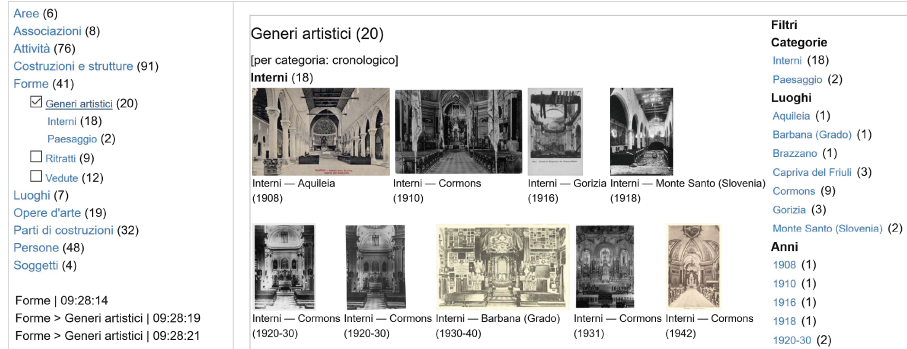 Aree (6)
Associazioni (8)
Attività (76)
Costruzioni e strutture (91)
Forme (41)
Generi artistici (20)
Interni (18)
Paesaggio (2)
Ritratti (9)
Vedute (12)
Luoghi (7)
Opere d'arte (19)
Parti di costruzioni (32)
Persone (48)
Soggetti (4)
Forme | 09:28:14
Forme > Generi artistici | 09:28:19
Forme > Generi artistici | 09:28:21
Generi artistici (20)
[per categoria: cronologico]
Interni (18)
Interni — Aquileia
(1908)
Interni — Cormons
(1910)
Interni — Gorizia
(1916)
Interni — Monte Santo (Slovenia)
(1918)
Interni — Cormons
(1920-30)
Interni — Cormons
(1920-30)
Interni — Barbana (Grado)
(1930-40)
Interni — Cormons
(1931)
Interni — Cormons
(1942)
Filtri
Categorie
Interni (18)
Paesaggio (2)
Luoghi
Aquileia (1)
Barbana (Grado) (1)
Brazzano (1)
Capriva del Friuli (3)
Cormons (9)
Gorizia (3)
Monte Santo (Slovenia) (2)
Anni
1908 (1)
1910 (1)
1916 (1)
1918 (1)
1920-30 (2)